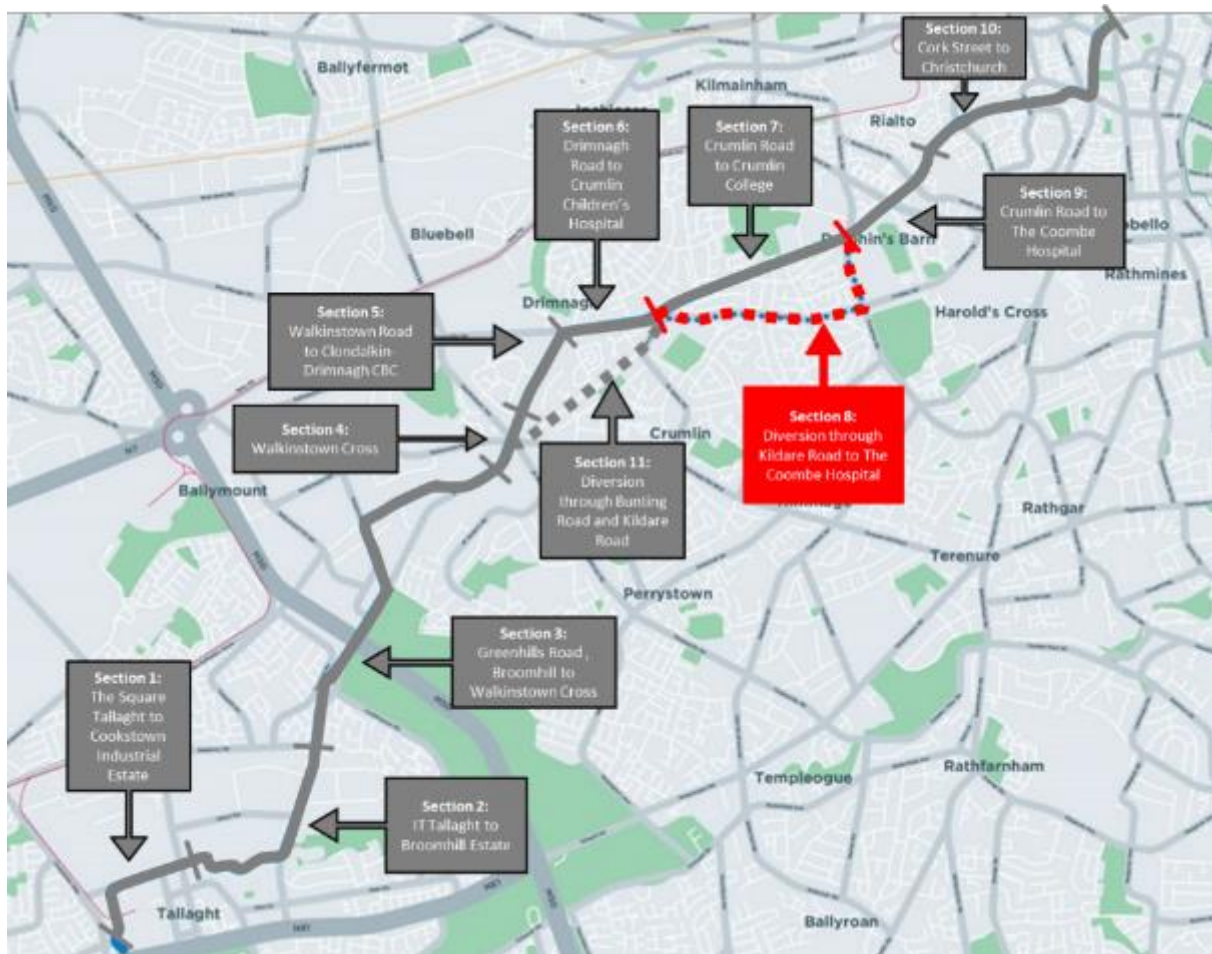 Section 10:
Cork Street to
Christchurch
Ballyfermot
Kilmainham
Section 6:
Drimnagh
Road to
Crumlin
Children's
Hospital
Section 7:
Crumlin Road
to Crumlin
College
Rialto
Section 9:
Crumlin Road to
The Coombe
Hospital
Bluebell
Dolphin's Barn
Rathmines
Section 5:
Walkinstown Road
to Clondalkin-
Drimnagh CBC
Harold's Cross
Section 4:
Walkinstown Cross
Crumlin
Section 8:
Diversion through
Kildare Road to The
Coombe Hospital
Section 11:
Diversion
through Bunting
Road and Kildare
Road
Ballymount
Rathgar
Terenure
Perrystown
Section 3:
Greenhills Road ,
Broomhill to
Walkinstown Cross
Section 1:
The Square
Tallaght to
Cookstown
Industrial
Estate
Templeogue
Rathfarnham
Section 2:
IT Tallaght to
Broomhill Estate
Tallaght
N81
M50
Ballyroan